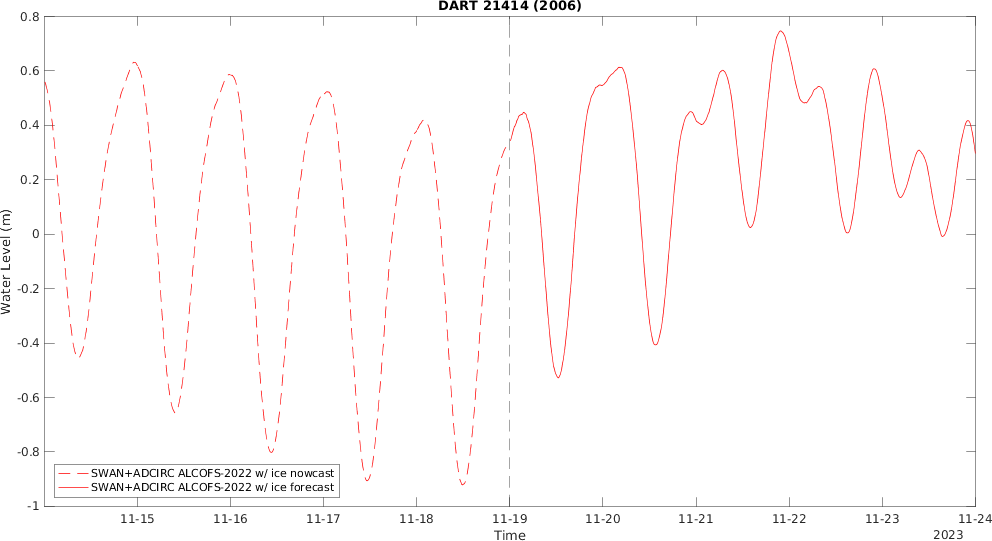 DART 21414 (2006)
0.8
0.6
0.4
0.2
0
-0.2
-0.4
-0.6
-0.8
-1
Water Level (m)
SWAN+ADCIRC ALCOFS-2022 w/ ice nowcast
SWAN+ADCIRC ALCOFS-2022 w/ ice forecast
11-15 11-16 11-17 11-18 11-19 11-20 11-21 11-22 11-23 11-24
Time
2023